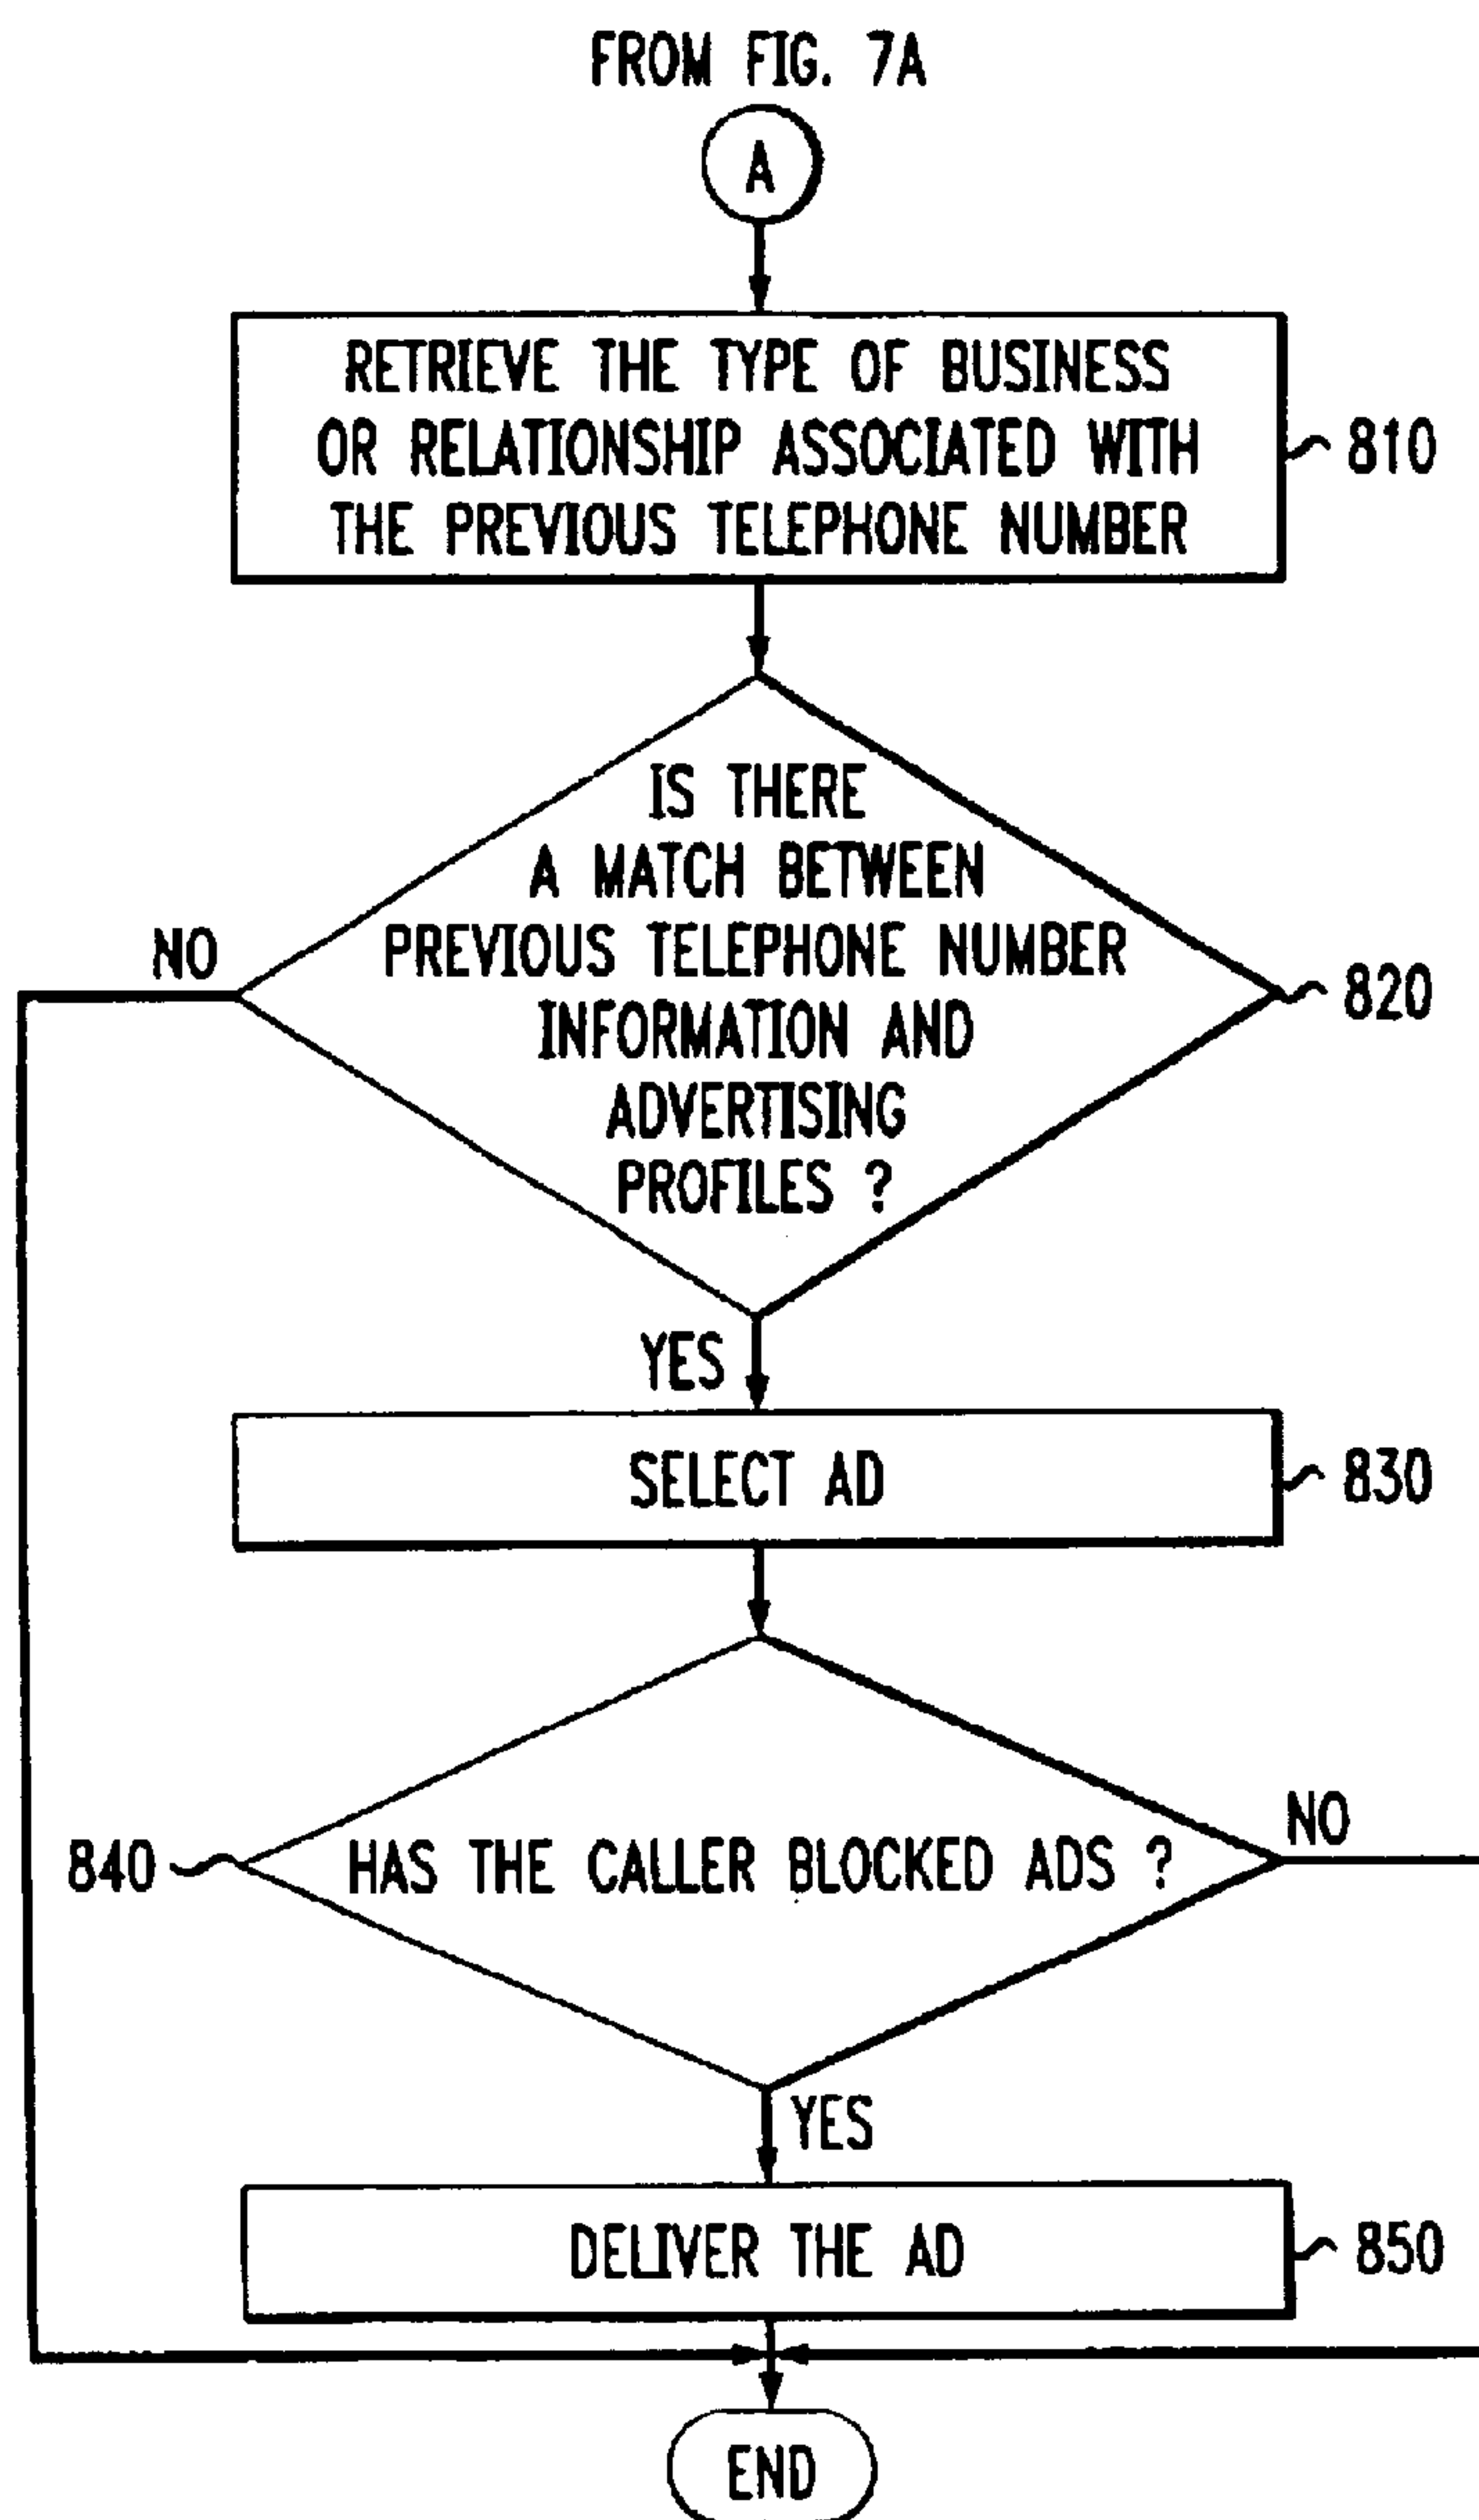 FROM FIG. 7A
A
RETRIEVE THE TYPE OF BUSINESS
OR RELATIONSHIP ASSOCIATED WITH
THE PREVIOUS TELEPHONE NUMBER
810
IS THERE
A MATCH BETWEEN
PREVIOUS TELEPHONE NUMBER
INFORMATION AND
ADVERTISING
PROFILES ?
NO
820
YES
SELECT AD
830
HAS THE CALLER BLOCKED ADS ?
840
NO
YES
DELIVER THE AD
850
END